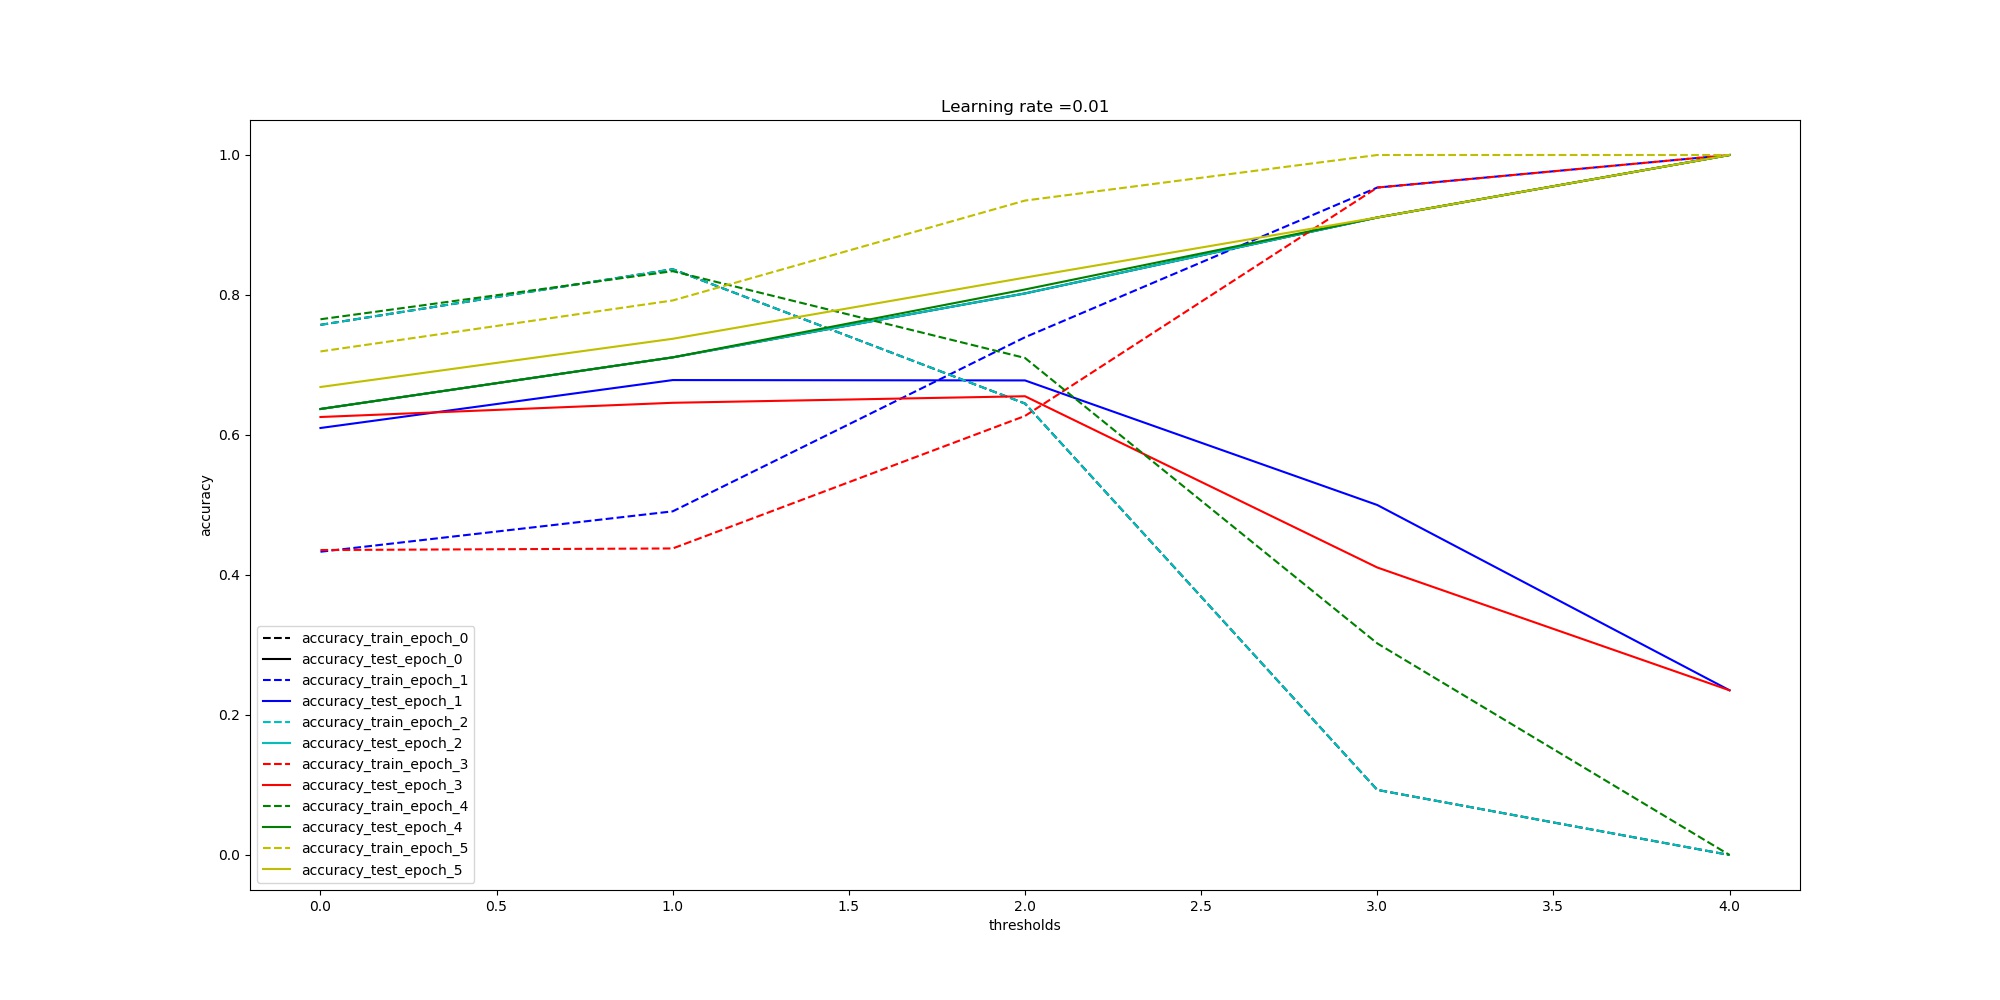 Learning rate =0.01
1.0
0.8
0.6
0.4
0.2
0.0
accuracy
accuracy_train_epoch_0
accuracy_test_epoch_0
accuracy_train_epoch_1
accuracy_test_epoch_1
accuracy_train_epoch_2
accuracy_test_epoch_2
accuracy_train_epoch_3
accuracy_test_epoch_3
accuracy_train_epoch_4
accuracy_test_epoch_4
accuracy_train_epoch_5
accuracy_test_epoch_5
0.0 0.5 1.0 1.5 2.0 2.5 3.0 3.5 4.0
thresholds